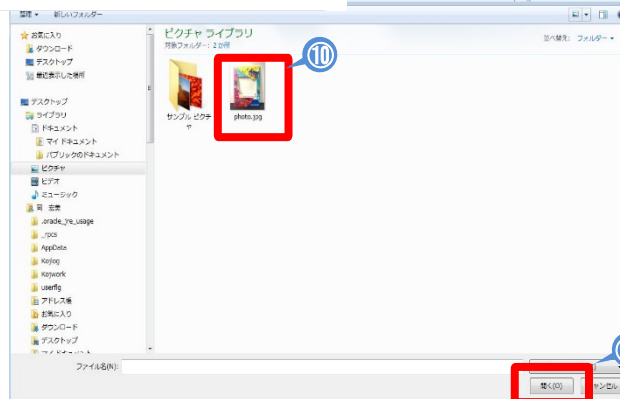 整理 ▼ 新しいフォルダー
お気に入り
ダウンロード
デスクトップ
最近表示した場所
デスクトップ
ライブラリ
ドキュメント
マイ ドキュメント
パブリックのドキュメント
ピクチャ
ビデオ
ミュージック
.oracle_jre_usage
_rpcs
AppData
Kojlog
Kojwork
userfig
アドレス帳
お気に入り
ダウンロード
デスクトップ
ピクチャ ライブラリ
対象フォルダー: 2 か所
並べ替え: フォルダー ▼
⑩
サンプル ピクチ
ャ
photo.jpg
ファイル名(N):
開く(O)
キャンセル